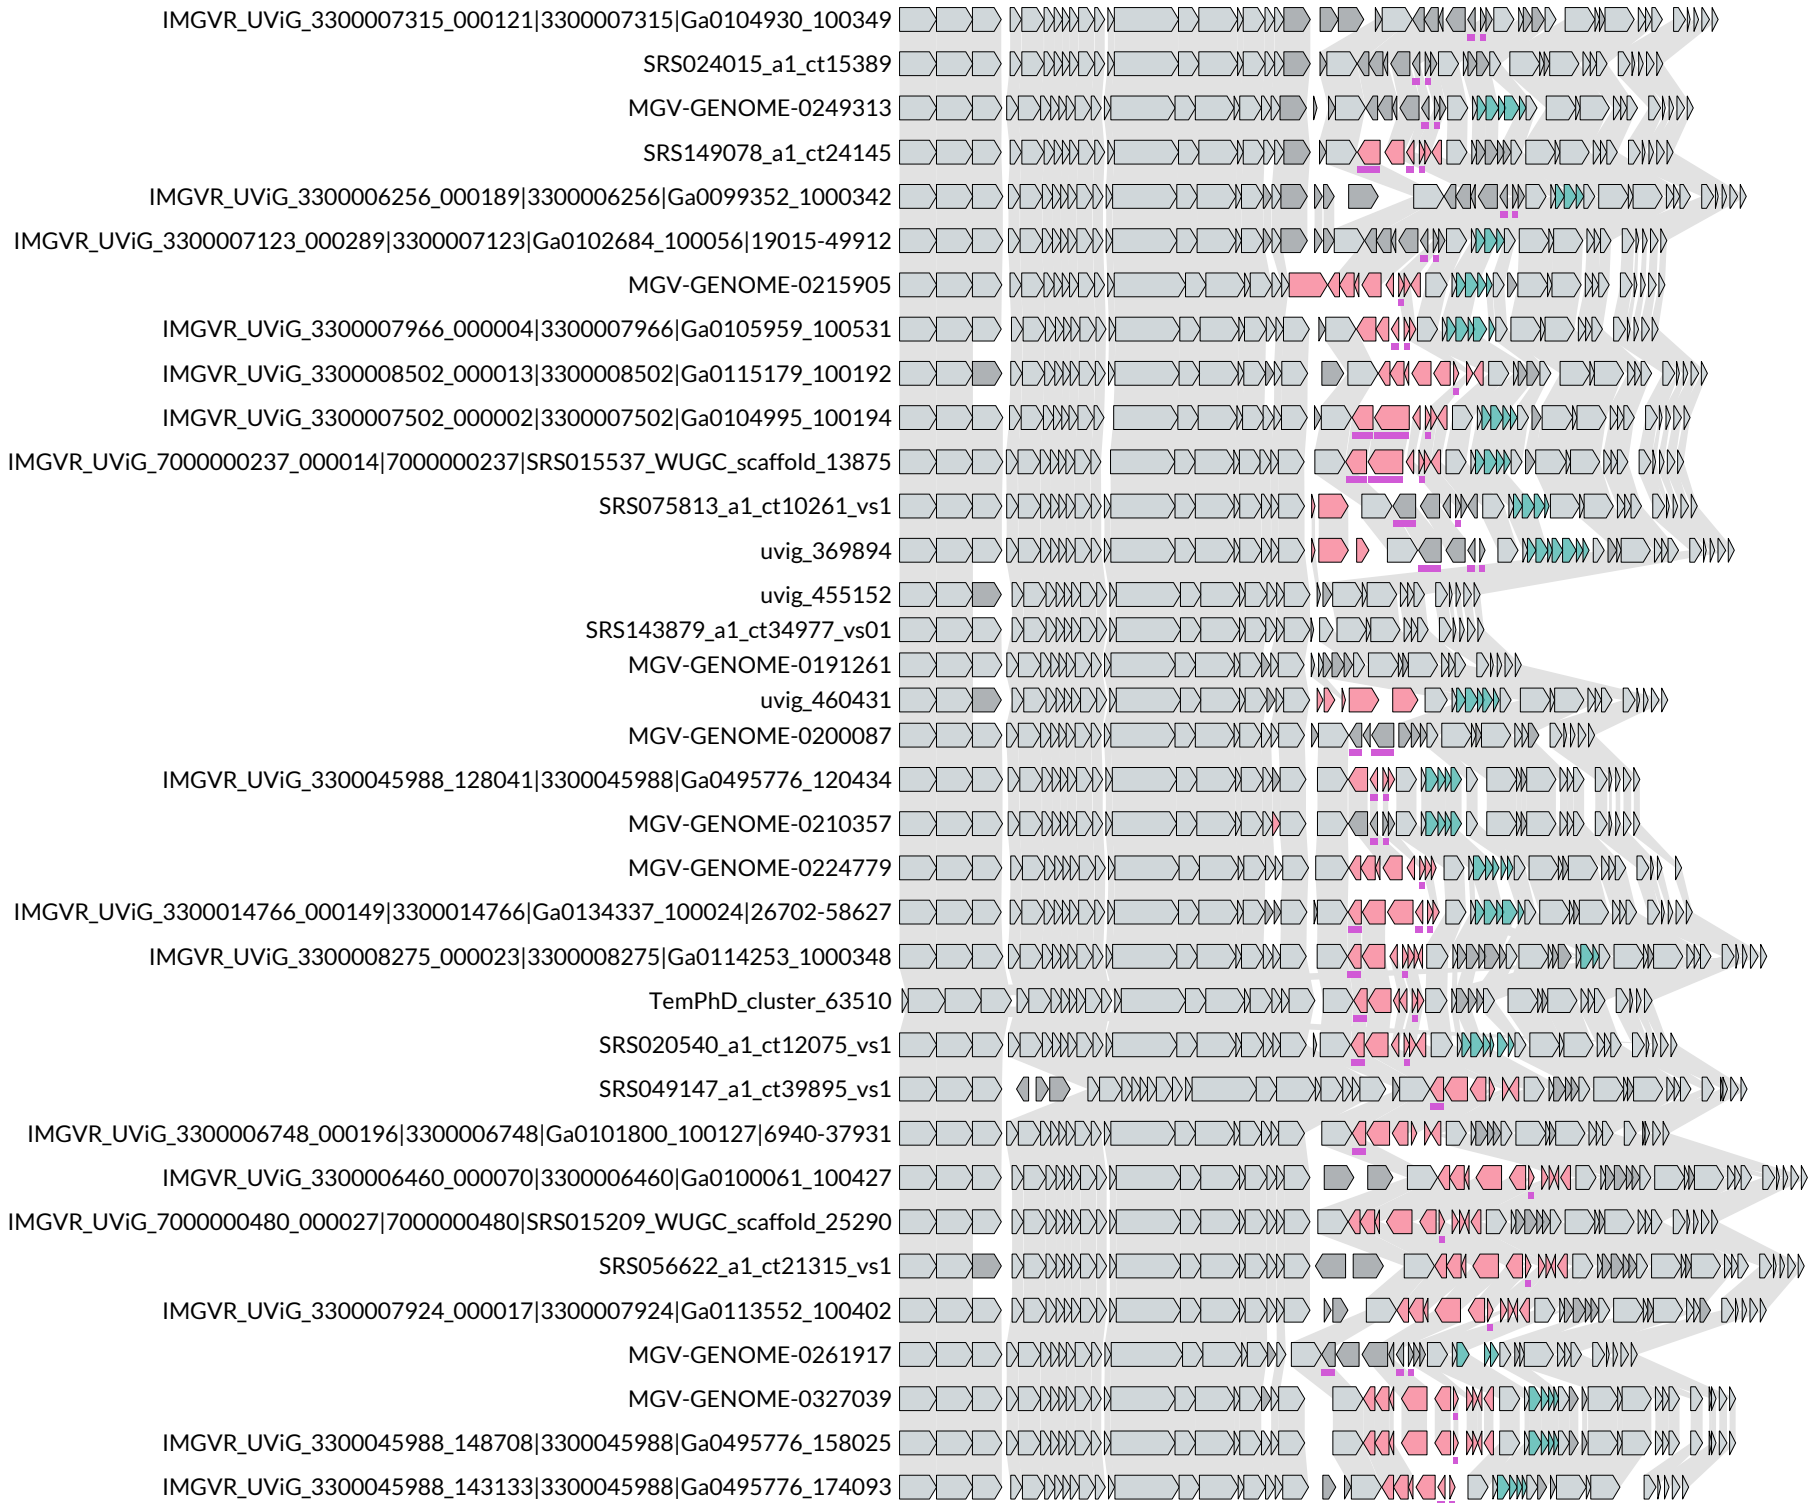 IMGVR_UViG_3300007315_000121|3300007315|Ga0104930_100349
SRS024015_a1_ct15389
MGV-GENOME-0249313
SRS149078_a1_ct24145
IMGVR_UViG_3300006256_000189|3300006256|Ga0099352_1000342
IMGVR_UViG_3300007123_000289|3300007123|Ga0102684_100056|19015-49912
MGV-GENOME-0215905
IMGVR_UViG_3300007966_000004|3300007966|Ga0105959_100531
IMGVR_UViG_3300008502_000013|3300008502|Ga0115179_100192
IMGVR_UViG_3300007502_000002|3300007502|Ga0104995_100194
IMGVR_UViG_7000000237_000014|7000000237|SRS015537_WUGC_scaffold_13875
SRS075813_a1_ct10261_vs1
uvig_369894
uvig_455152
SRS143879_a1_ct34977_vs01
MGV-GENOME-0191261
uvig_460431
MGV-GENOME-0200087
IMGVR_UViG_3300045988_128041|3300045988|Ga0495776_120434
MGV-GENOME-0210357
MGV-GENOME-0224779
IMGVR_UViG_3300014766_000149|3300014766|Ga0134337_100024|26702-58627
IMGVR_UViG_3300008275_000023|3300008275|Ga0114253_1000348
TemPhD_cluster_63510
SRS020540_a1_ct12075_vs1
SRS049147_a1_ct39895_vs1
IMGVR_UViG_3300006748_000196|3300006748|Ga0101800_100127|6940-37931
IMGVR_UViG_3300006460_000070|3300006460|Ga0100061_100427
IMGVR_UViG_7000000480_000027|7000000480|SRS015209_WUGC_scaffold_25290
SRS056622_a1_ct21315_vs1
IMGVR_UViG_3300007924_000017|3300007924|Ga0113552_100402
MGV-GENOME-0261917
MGV-GENOME-0327039
IMGVR_UViG_3300045988_148708|3300045988|Ga0495776_158025
IMGVR_UViG_3300045988_143133|3300045988|Ga0495776_174093